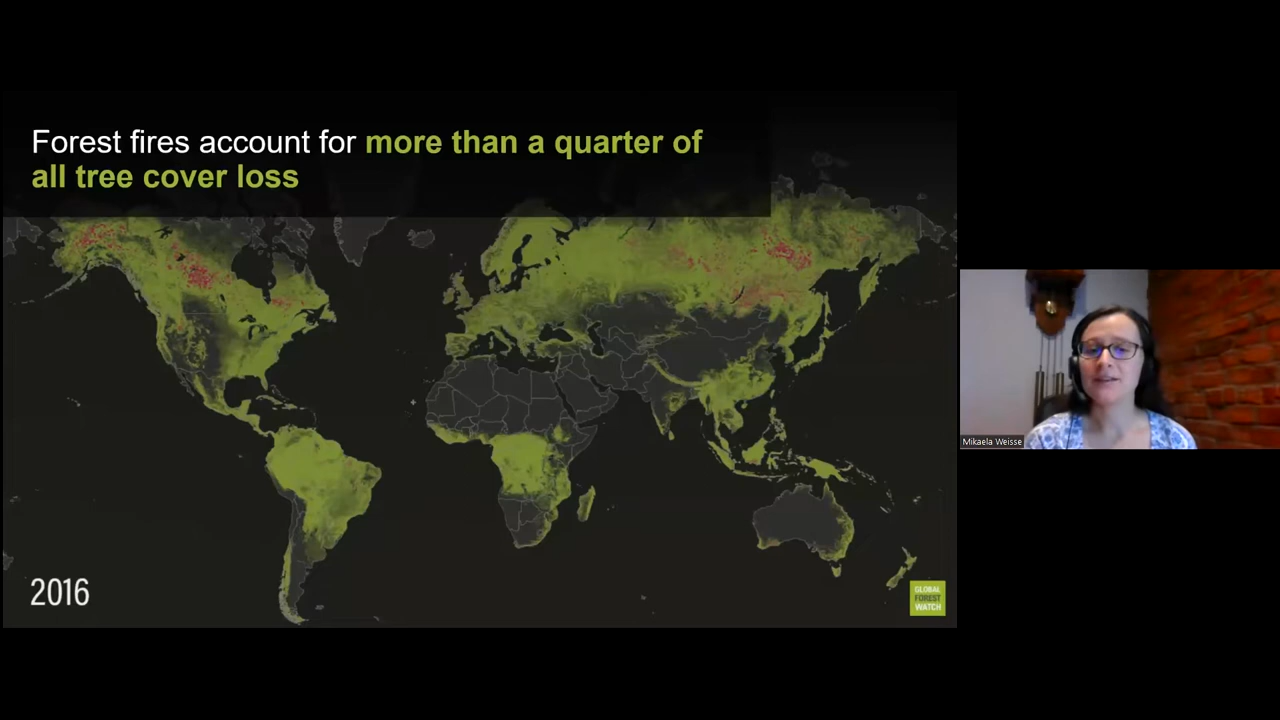 Forest fires account for more than a quarter of
all tree cover loss
2016
GLOBAL
FOREST
WATCH
Mikaela Weisse